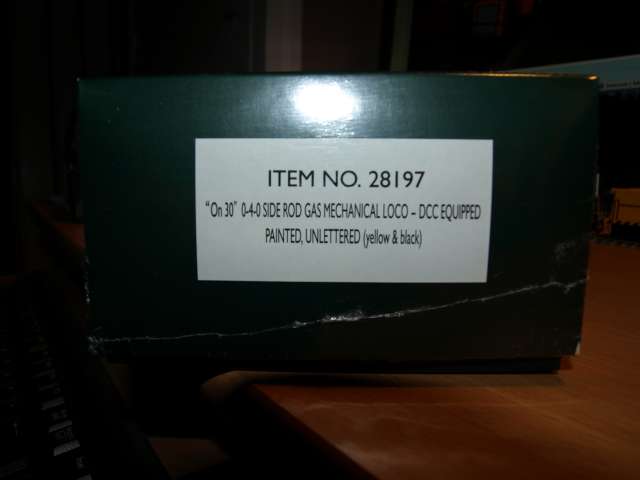 ITEM NO. 28197
"On 30" 0-4-0 SIDE ROD GAS MECHANICAL LOCO – DCC EQUIPPED
PAINTED, UNLETTERED (yellow & black)